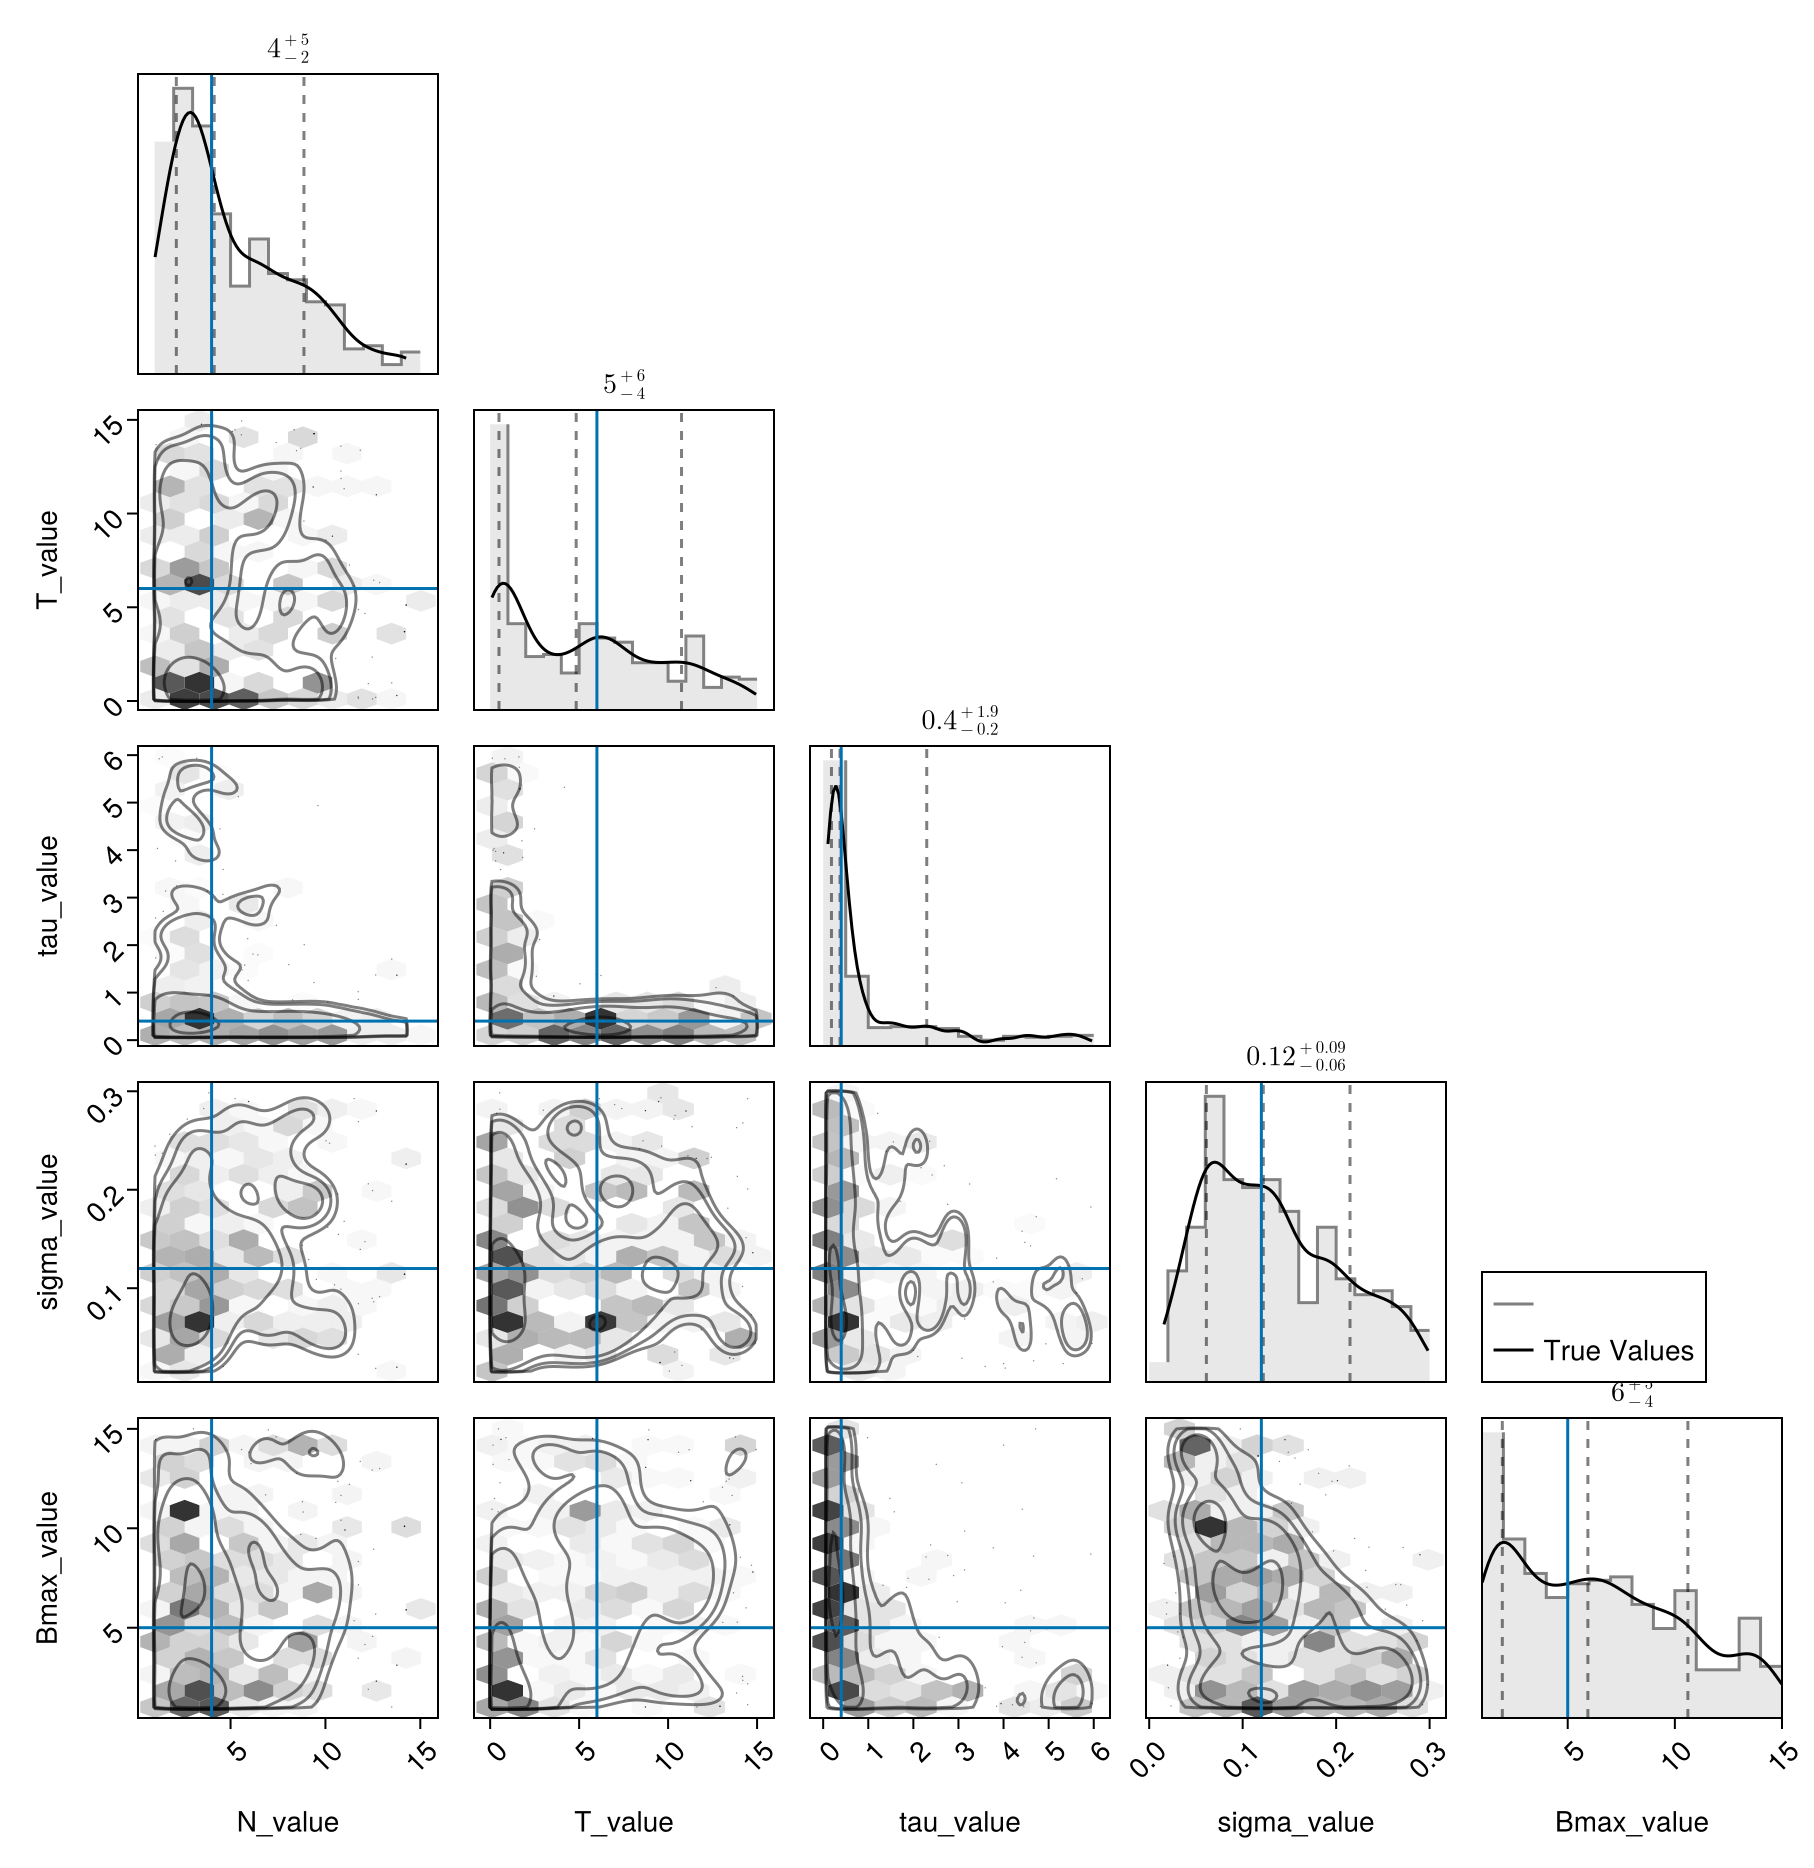 4 +5 −2
5 +6 −4
0.4 +1.9 −0.2
0.12 +0.09 −0.06
6 −4
True Values
T_value
15
10
5
0
tau_value
6
5
4
3
2
1
0
sigma_value
0.3
0.2
0.1
Bmax_value
15
10
5
5 10 15
0 5 10 15
0 1 2 3 4 5 6
0.0 0.1 0.2 0.3
5 10 15
N_value T_value tau_value sigma_value Bmax_value